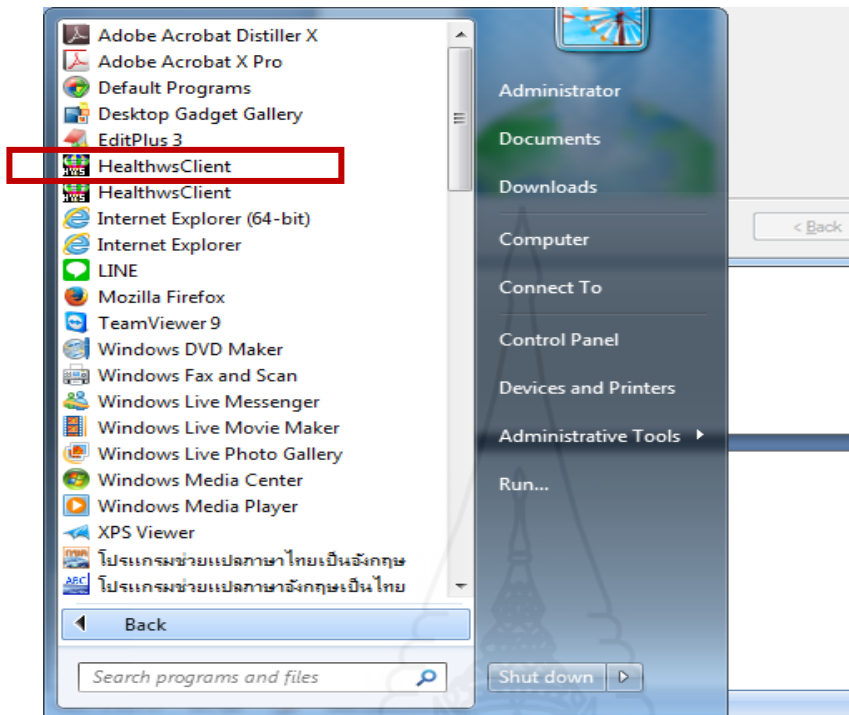 Adobe Acrobat Distiller X
Adobe Acrobat X Pro
Default Programs
Desktop Gadget Gallery
EditPlus 3
HealthwsClient
HealthwsClient
Internet Explorer (64-bit)
Internet Explorer
LINE
Mozilla Firefox
TeamViewer 9
Windows DVD Maker
Windows Fax and Scan
Windows Live Messenger
Windows Live Movie Maker
Windows Live Photo Gallery
Windows Media Center
Windows Media Player
XPS Viewer
โปรแกรมช่วยแปลภาษาไทยเป็นอังกฤษ
โปรแกรมช่วยแปลภาษาอังกฤษเป็นไทย
Back
Search programs and files
Administrator
Documents
Downloads
Computer
Connect To
Control Panel
Devices and Printers
Administrative Tools
Run...
Shut down
< Back